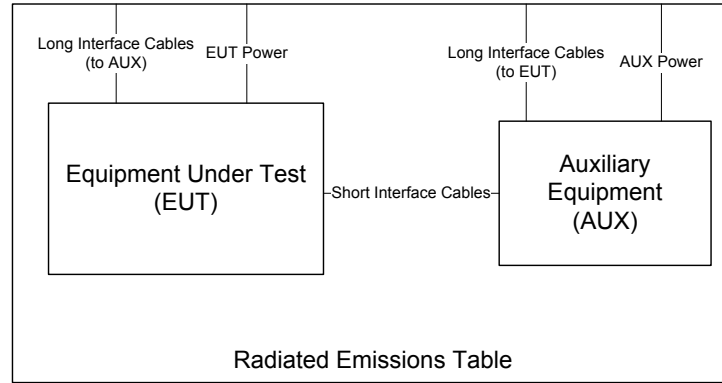 Long Interface Cables
(to AUX)
EUT Power
Long Interface Cables
(to EUT)
AUX Power
Equipment Under Test
(EUT)
Short Interface Cables
Auxiliary
Equipment
(AUX)
Radiated Emissions Table